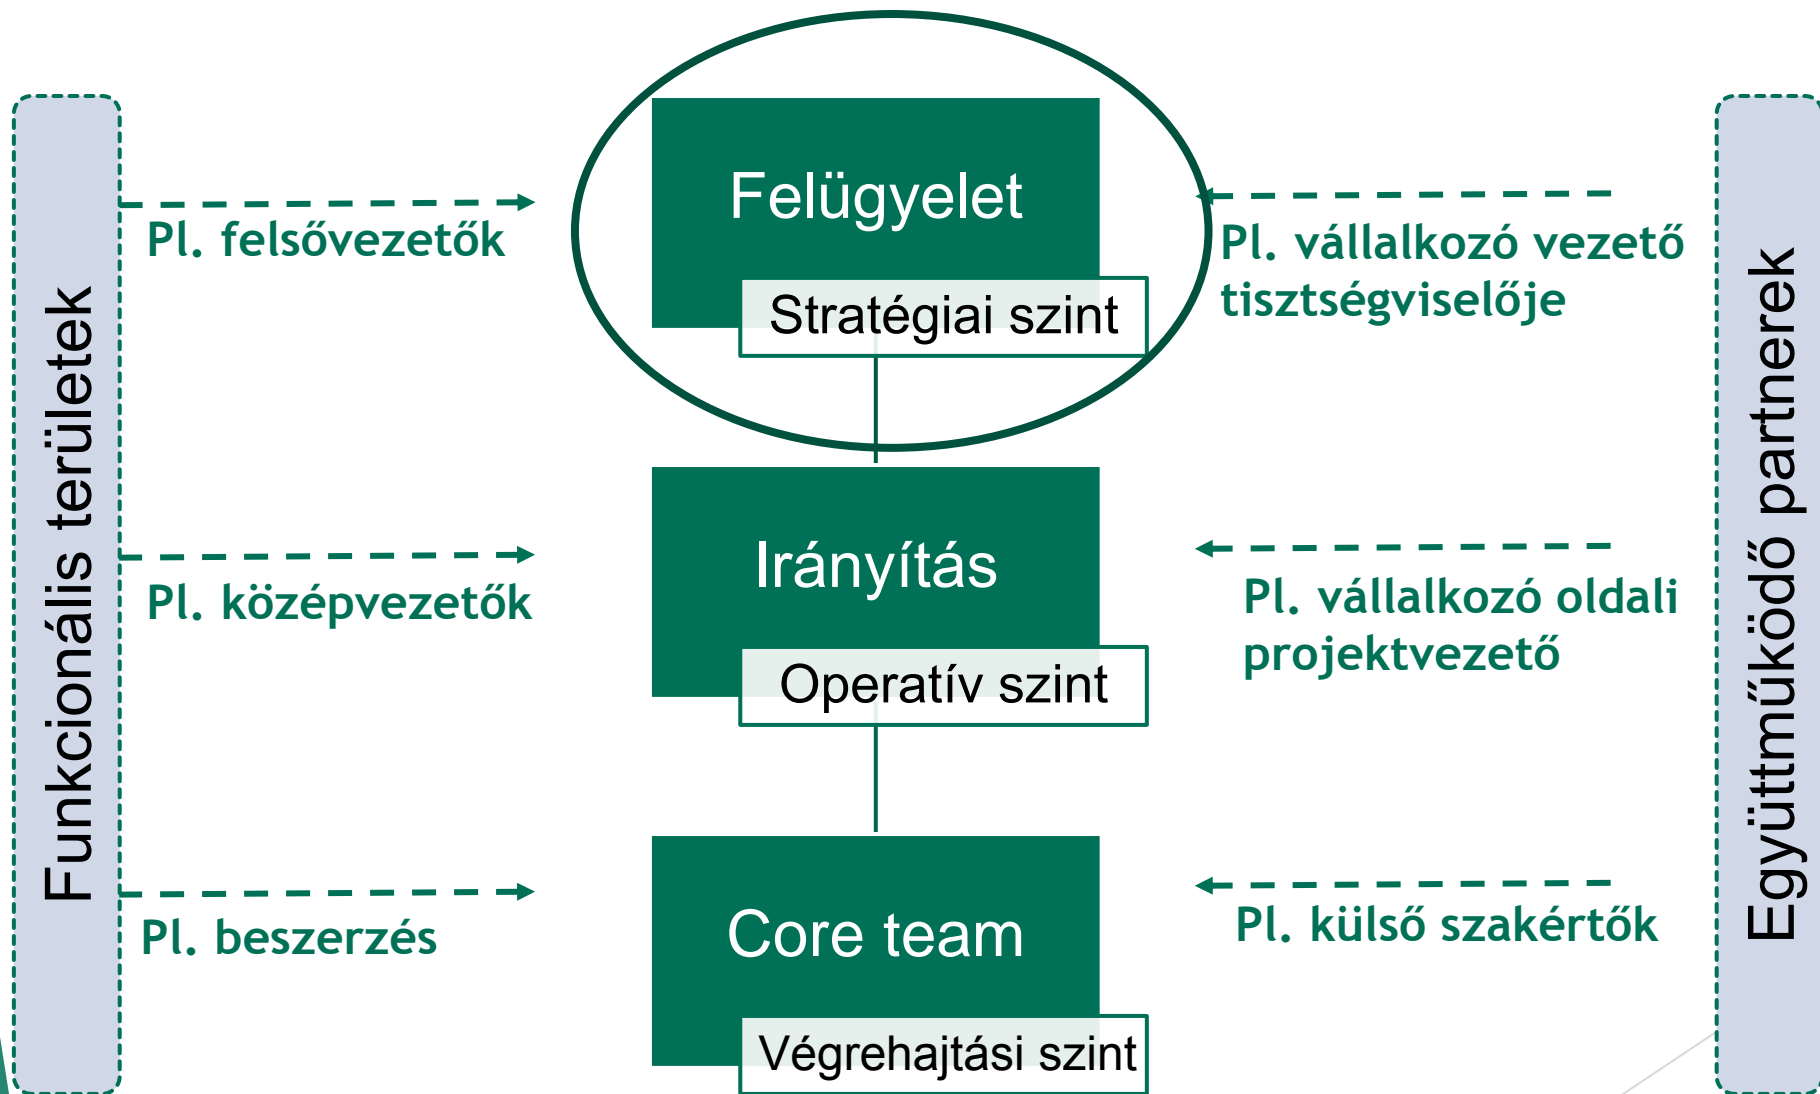 Funkcionális területek
Pl. felsővezetők
Felügyelet
Stratégiai szint
Pl. vállalkozó vezető
tisztségviselője
Pl. középvezetők
Irányítás
Operatív szint
Pl. vállalkozó oldali
projektvezető
Pl. beszerzés
Core team
Végrehajtási szint
Pl. külső szakértők
Együttműködő partnerek